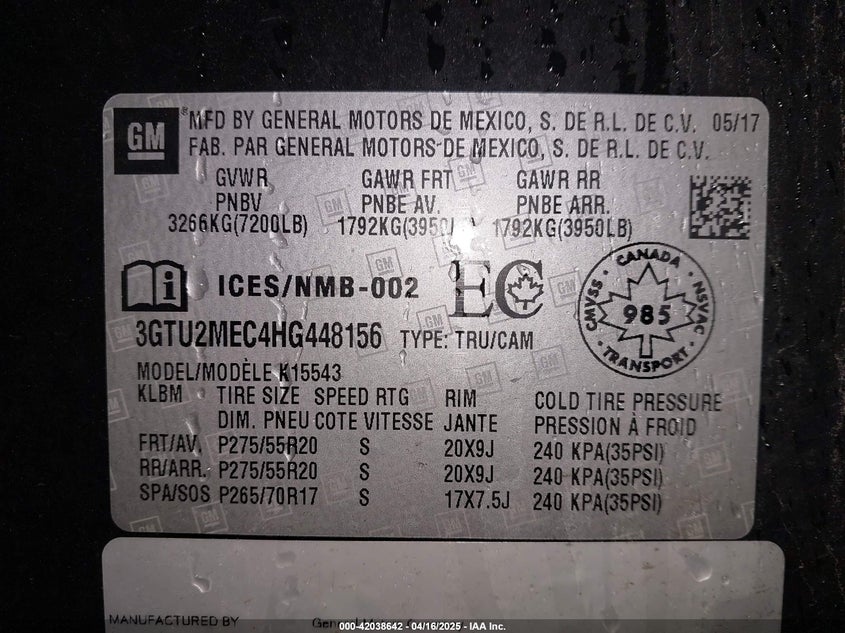 GM
® MFD BY GENERAL MOTORS DE MEXICO, S. DE R.L. DE C.V. 05/17
FAB. PAR GENERAL MOTORS DE MEXICO, S. DE R.L. DE C.V.
GVWR GAWR FRT GAWR RR
PNBV PNBE AV. PNBE ARR.
3266KG(7200LB) 1792KG(3950 1792KG(3950LB)
ICES/NMB-002 EC
CANADA CMVSS NSVAC 985 TRANSPORT
3GTU2MEC4HG448156 TYPE: TRU/CAM
MODEL/MODÈLE K15543
KLBM TIRE SIZE SPEED RTG RIM COLD TIRE PRESSURE
DIM. PNEU COTE VITESSE JANTE PRESSION À FROID
FRT/AV. P275/55R20 S 20X9J 240 KPA(35PSI)
RR/ARR. P275/55R20 S 20X9J 240 KPA(35PSI)
SPA/SOS P265/70R17 S 17X7.5J 240 KPA(35PSI)
MANUFACTURED BY General
000-42038642 - 04/16/2025 - IAA Inc.